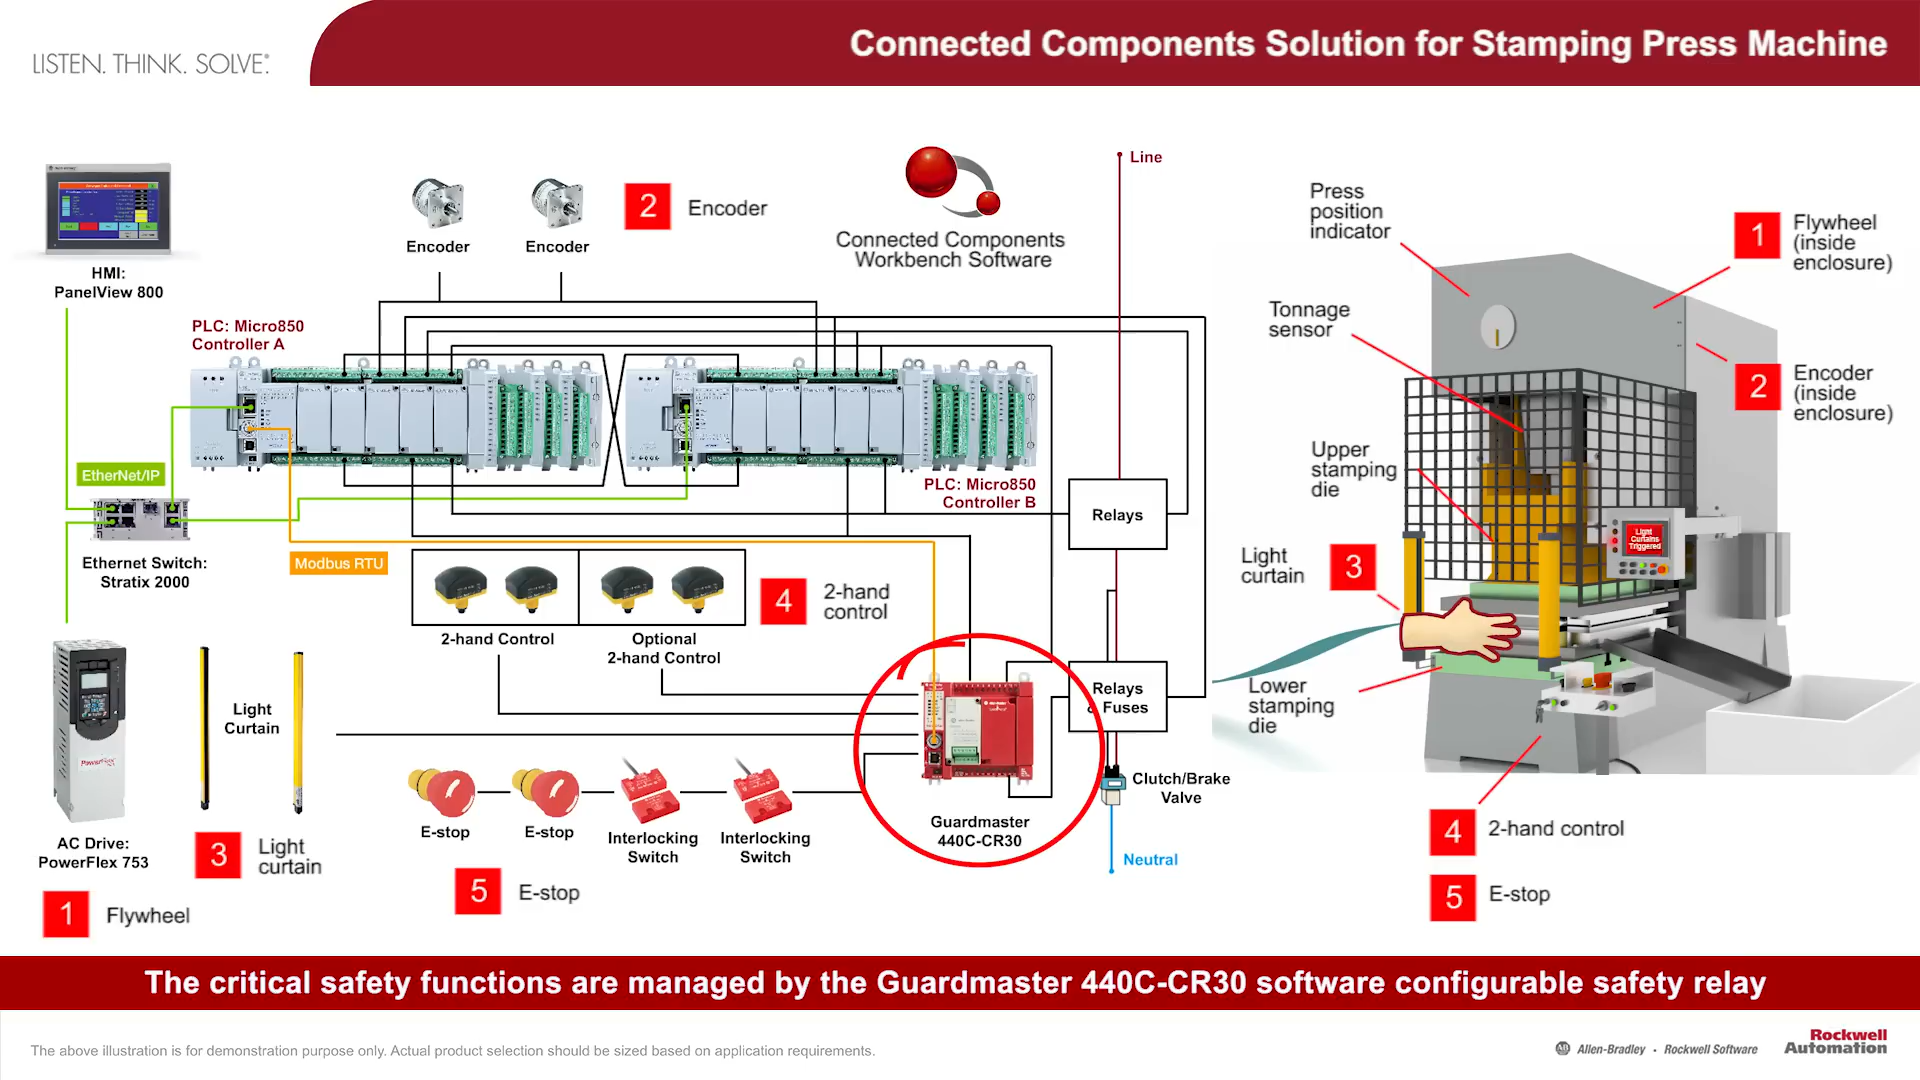 LISTEN. THINK. SOLVE.®
Connected Components Solution for Stamping Press Machine
HMI:
PanelView 800
Encoder
Encoder
2
Encoder
Connected Components
Workbench Software
Line
PLC: Micro850
Controller A
EtherNet/IP
Ethernet Switch:
Stratix 2000
Modbus RTU
PLC: Micro850
Controller B
Relays
2-hand Control
Optional
2-hand Control
4
2-hand
control
Relays
& Fuses
PowerFlex
AC Drive:
PowerFlex 753
1
Flywheel
Light
Curtain
3
Light
curtain
E-stop
E-stop
Interlocking
Switch
Interlocking
Switch
5
E-stop
Guardmaster
440C-CR30
Clutch/Brake
Valve
Neutral
Press
position
indicator
1
Flywheel
(inside
enclosure)
Tonnage
sensor
2
Encoder
(inside
enclosure)
Upper
stamping
die
Light
Curtains
Triggered
Light
curtain
3
Lower
stamping
die
4
2-hand control
5
E-stop
The critical safety functions are managed by the Guardmaster 440C-CR30 software configurable safety relay
The above illustration is for demonstration purpose only. Actual product selection should be sized based on application requirements.
AB Allen-Bradley • Rockwell Software
Rockwell
Automation